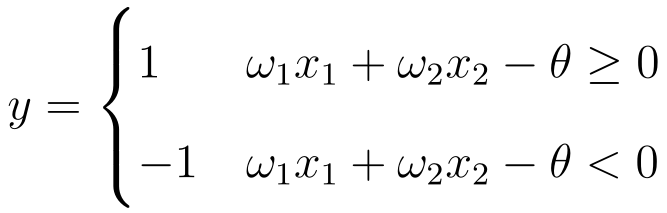 y = { 1 ω₁x₁ + ω₂x₂ − θ ≥ 0
−1 ω₁x₁ + ω₂x₂ − θ < 0